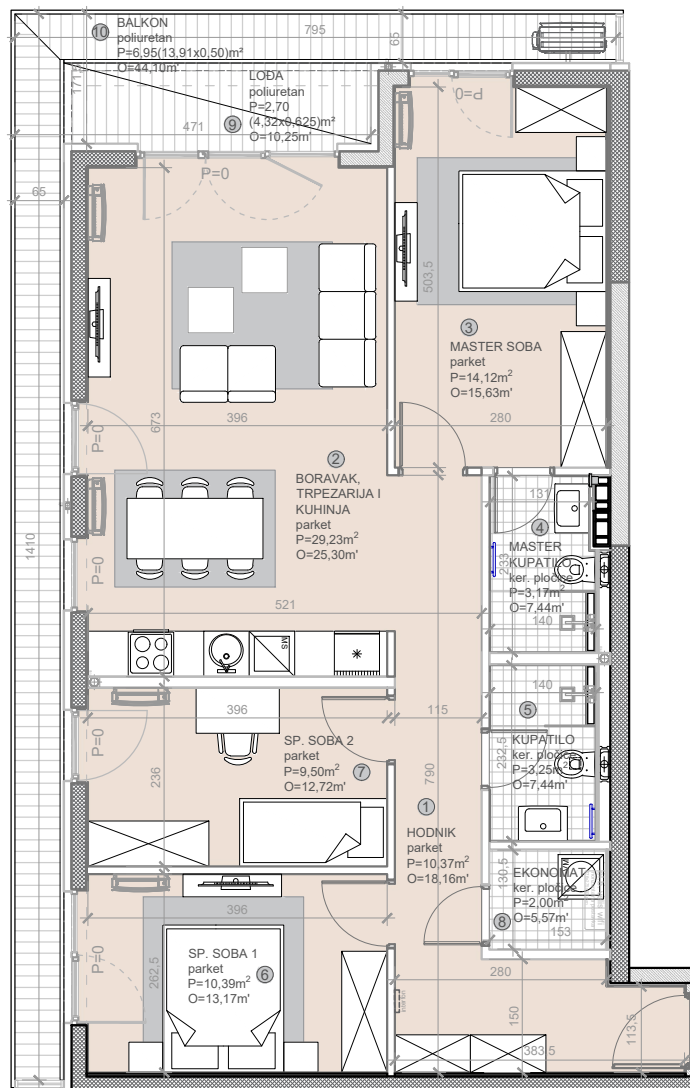 10
BALKON
poliuretan
P=6,95(13,91x0,50)m²
O=44,10m'
795
65
171,5
LOĐA
poliuretan
P=2,70
(4,32x0,625)m²
O=10,25m'
9
471
P=0
P=0
65
503,5
3
MASTER SOBA
parket
P=14,12m²
O=15,63m'
396
280
673
P=0
2
BORAVAK,
TRPEZARIJA I
KUHINJA
parket
P=29,23m²
O=25,30m'
131
4
MASTER
KUPATILO
ker. pločice
P=3,17m²
O=7,44m'
233
1410
P=0
521
140
MS
140
5
396
115
P=0
SP. SOBA 2
parket
P=9,50m²
O=12,72m'
7
236
790
232,5
KUPATILO
ker. pločice
P=3,25m²
O=7,44m'
1
HODNIK
parket
P=10,37m²
O=18,16m'
130,5
EKONOMAT
ker. pločice
P=2,00m²
O=5,57m'
8
153
396
P=0
SP. SOBA 1
parket
P=10,39m²
O=13,17m'
6
262,5
280
150
113,5
383,5